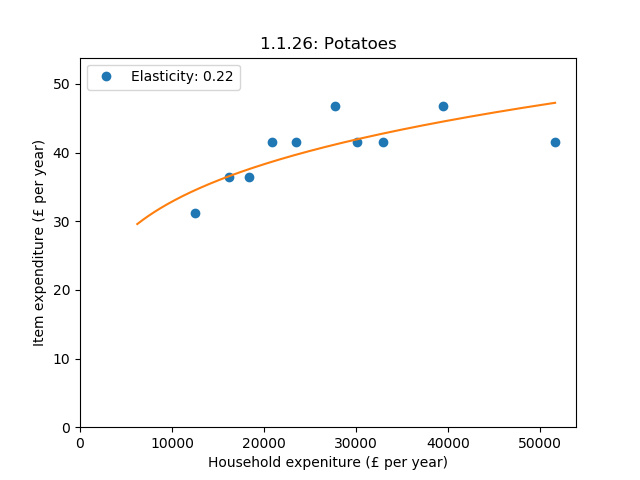 1.1.26: Potatoes
Elasticity: 0.22
Item expenditure (£ per year)
50
40
30
20
10
0
0 10000 20000 30000 40000 50000
Household expeniture (£ per year)